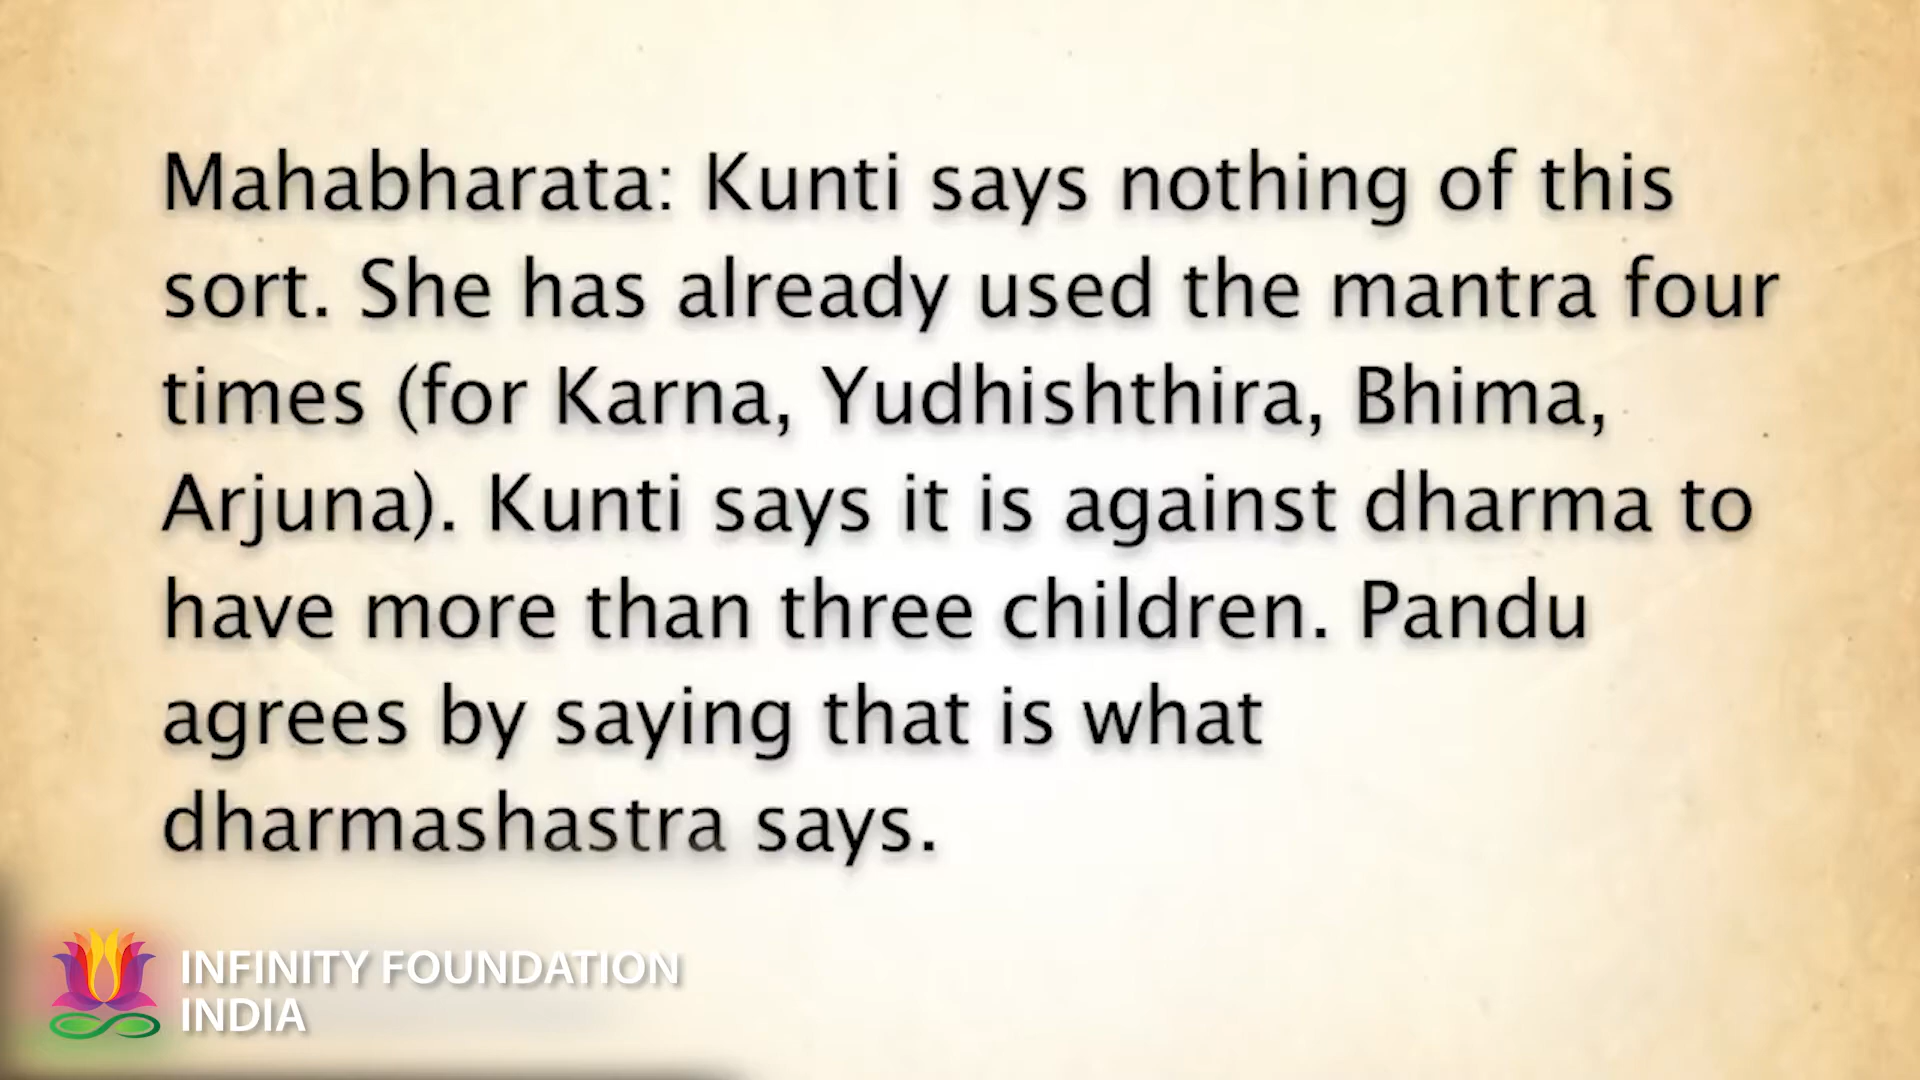 Mahabharata: Kunti says nothing of this
sort. She has already used the mantra four
times (for Karna, Yudhishthira, Bhima,
Arjuna). Kunti says it is against dharma to
have more than three children. Pandu
agrees by saying that is what
dharmashastra says.
INFINITY FOUNDATION
INDIA